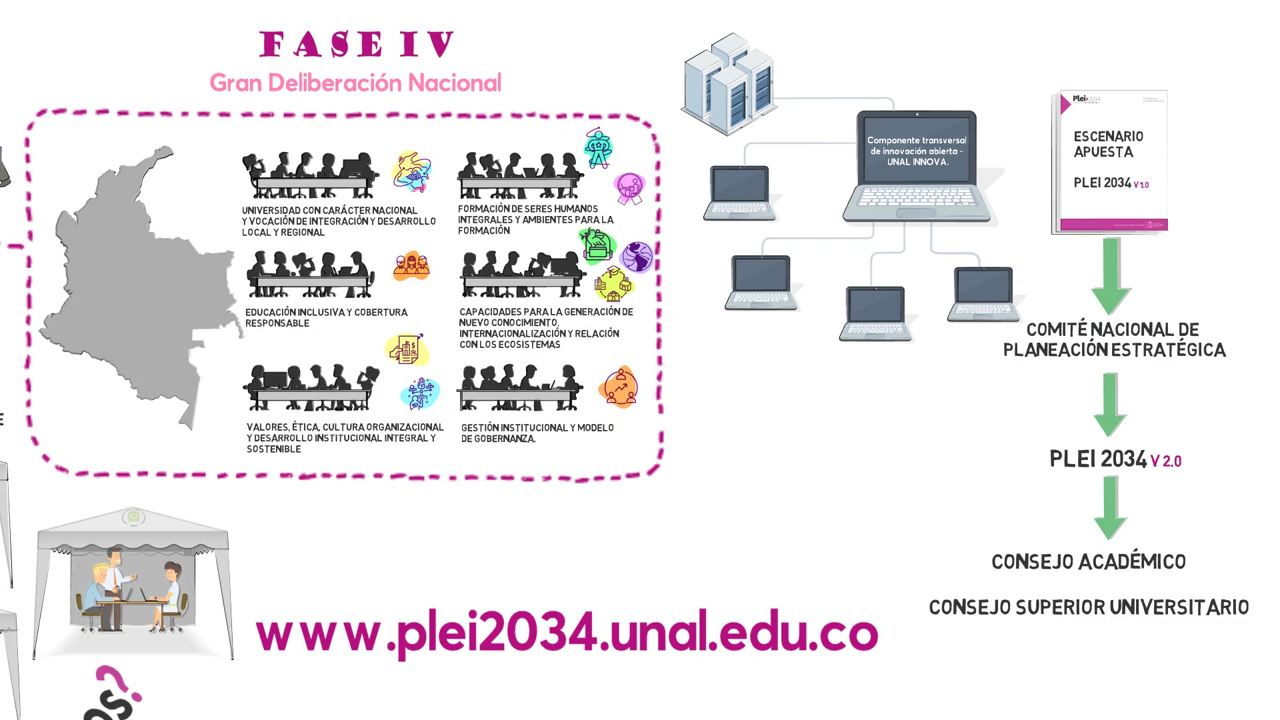 FASE IV
Gran Deliberación Nacional
UNIVERSIDAD CON CARÁCTER NACIONAL
Y VOCACIÓN DE INTEGRACIÓN Y DESARROLLO
LOCAL Y REGIONAL
FORMACIÓN DE SERES HUMANOS
INTEGRALES Y AMBIENTES PARA LA
FORMACIÓN
EDUCACIÓN INCLUSIVA Y COBERTURA
RESPONSABLE
CAPACIDADES PARA LA GENERACIÓN DE
NUEVO CONOCIMIENTO,
INTERNACIONALIZACIÓN Y RELACIÓN
CON LOS ECOSISTEMAS
VALORES, ÉTICA, CULTURA ORGANIZACIONAL
Y DESARROLLO INSTITUCIONAL INTEGRAL Y
SOSTENIBLE
GESTIÓN INSTITUCIONAL Y MODELO
DE GOBERNANZA.
Componente transversal
de innovación abierta -
UNAL INNOVA.
Plei 2034
ESCENARIO
APUESTA
PLEI 2034 V 1.0
COMITÉ NACIONAL DE
PLANEACIÓN ESTRATÉGICA
PLEI 2034 V 2.0
CONSEJO ACADÉMICO
CONSEJO SUPERIOR UNIVERSITARIO
www.plei2034.unal.edu.co
os?